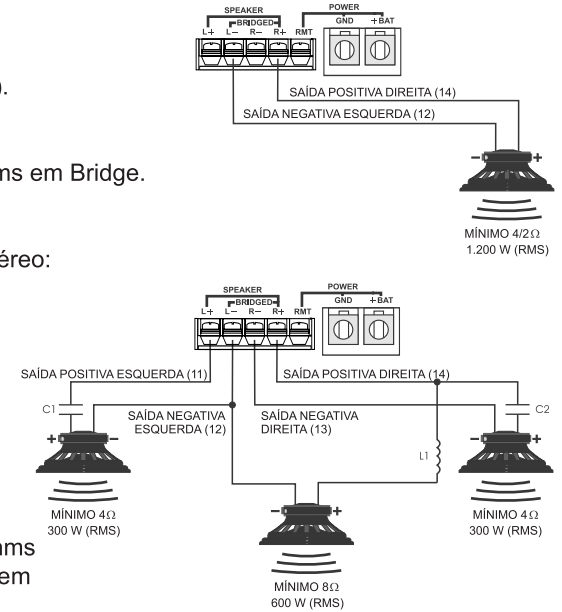 SPEAKER
POWER
BRIDGED
GND
+BAT
L+ L– R– R+ RMT
).
SAÍDA POSITIVA DIREITA (14)
SAÍDA NEGATIVA ESQUERDA (12)
ms em Bridge.
– +
MÍNIMO 4/2Ω
1.200 W (RMS)
éreo:
SPEAKER
POWER
BRIDGED
GND
+BAT
L+ L– R– R+ RMT
SAÍDA POSITIVA ESQUERDA (11)
SAÍDA POSITIVA DIREITA (14)
C1
SAÍDA NEGATIVA
ESQUERDA (12)
SAÍDA NEGATIVA
DIREITA (13)
C2
L1
+ –
– +
MÍNIMO 4Ω
300 W (RMS)
– +
MÍNIMO 4Ω
300 W (RMS)
ms
em
MÍNIMO 8Ω
600 W (RMS)